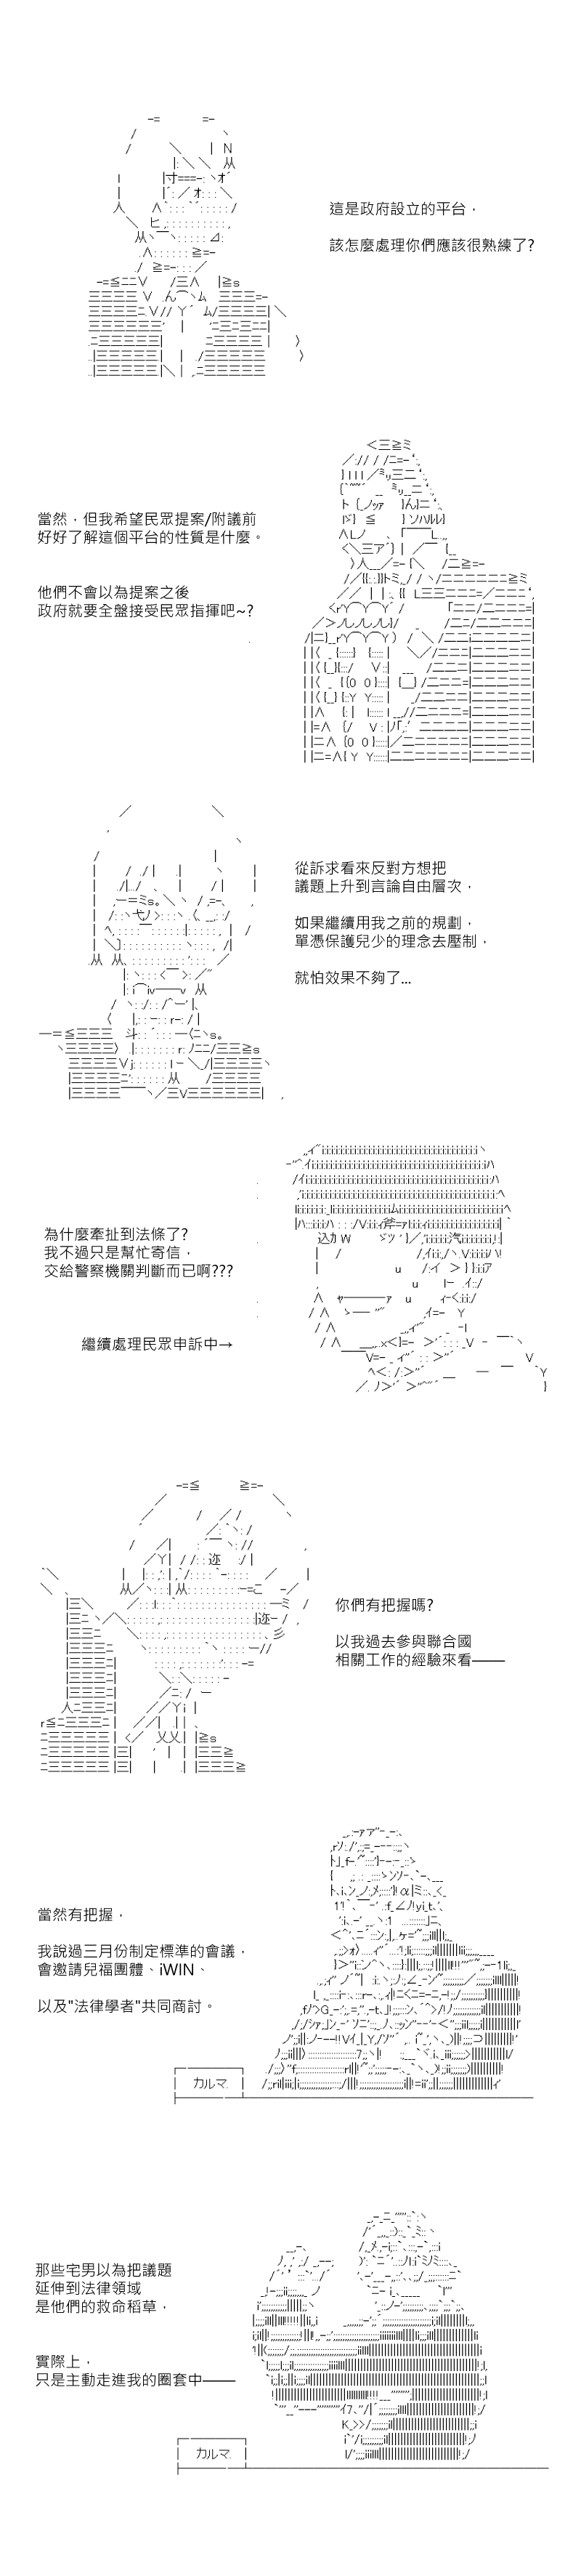 這是政府設立的平台，
該怎麼處理你們應該很熟練了?
當然，但我希望民眾提案/附議前
好好了解這個平台的性質是什麼。
他們不會以為提案之後
政府就要全盤接受民眾指揮吧~?
從訴求看來反對方想把
議題上升到言論自由層次，
如果繼續用我之前的規劃，
單憑保護兒少的理念去壓制，
就怕效果不夠了...
為什麼牽扯到法條了?
我不過只是幫忙寄信，
交給警察機關判斷而已啊???
繼續處理民眾申訴中→
你們有把握嗎?
以我過去參與聯合國
相關工作的經驗來看——
當然有把握，
我說過三月份制定標準的會議，
會邀請兒福團體、iWIN、
以及"法律學者"共同商討。
カルマ.
那些宅男以為把議題
延伸到法律領域
是他們的救命稻草，
實際上，
只是主動走進我的圈套中——
カルマ.